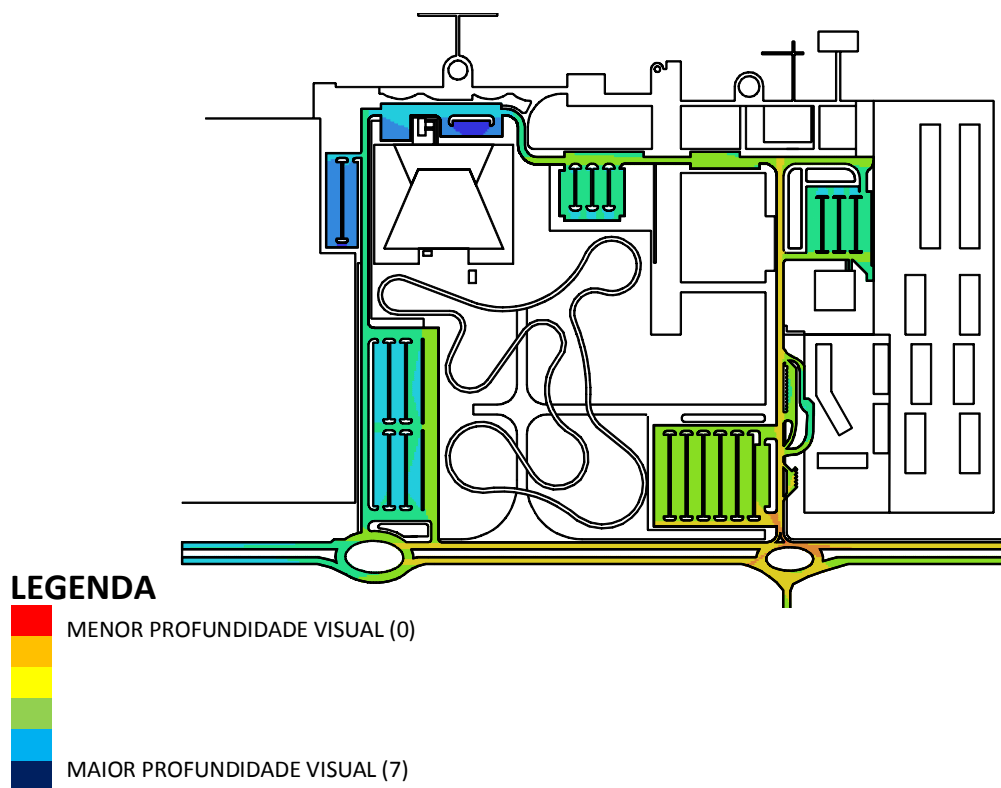 LEGENDA
MENOR PROFUNDIDADE VISUAL (0)
MAIOR PROFUNDIDADE VISUAL (7)